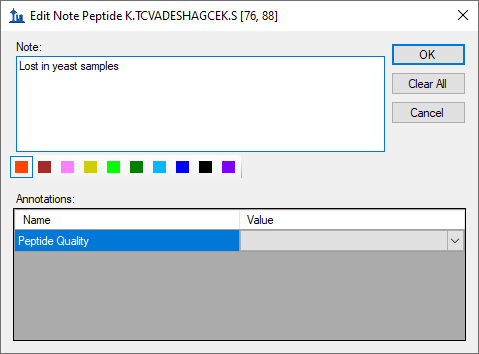 Edit Note Peptide K.TCVADESHAGCEK.S [76, 88]
Note:
Lost in yeast samples
OK
Clear All
Cancel
Annotations:
Name Value
Peptide Quality